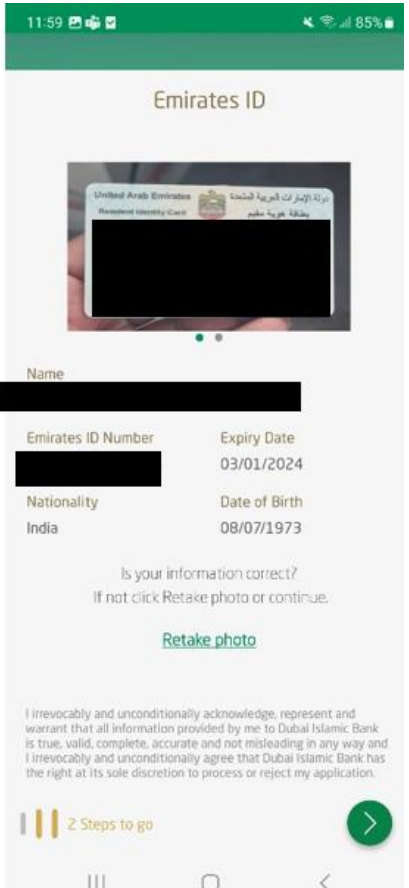 11:59
85%
Emirates ID
United Arab Emirates
دولة الإمارات العربية المتحدة
Resident Identity Card
بطاقة هوية مقيم
Name
Emirates ID Number
Expiry Date
03/01/2024
Nationality
Date of Birth
India
08/07/1973
Is your information correct?
If not click Retake photo or continue.
Retake photo
I irrevocably and unconditionally acknowledge, represent and
warrant that all information provided by me to Dubai Islamic Bank
is true, valid, complete, accurate and not misleading in any way and
I irrevocably and unconditionally agree that Dubai Islamic Bank has
the right at its sole discretion to process or reject my application.
2 Steps to go